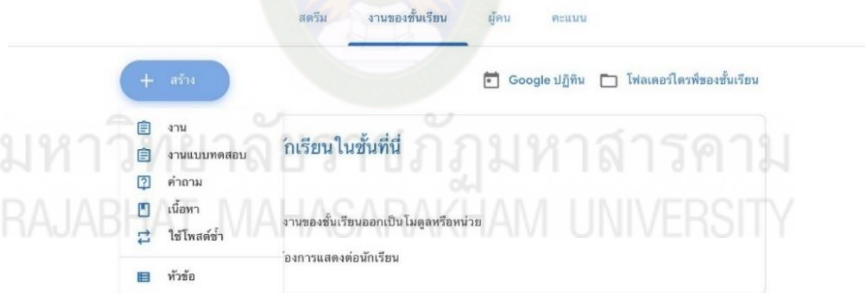 สตรีม งานของชั้นเรียน ผู้คน คะแนน
+ สร้าง
Google ปฏิทิน โฟลเดอร์ไดรฟ์ของชั้นเรียน
งาน
งานแบบทดสอบ
คำถาม
เนื้อหา
ใช้โพสต์ซ้ำ
หัวข้อ
กเรียนในชั้นที่นี่
งานของชั้นเรียนออกเป็นโมดูลหรือหน่วย
องการแสดงต่อนักเรียน
มหาวิทยาลัยราชภัฏมหาสารคาม
RAJABHAT MAHASARAKHAM UNIVERSITY